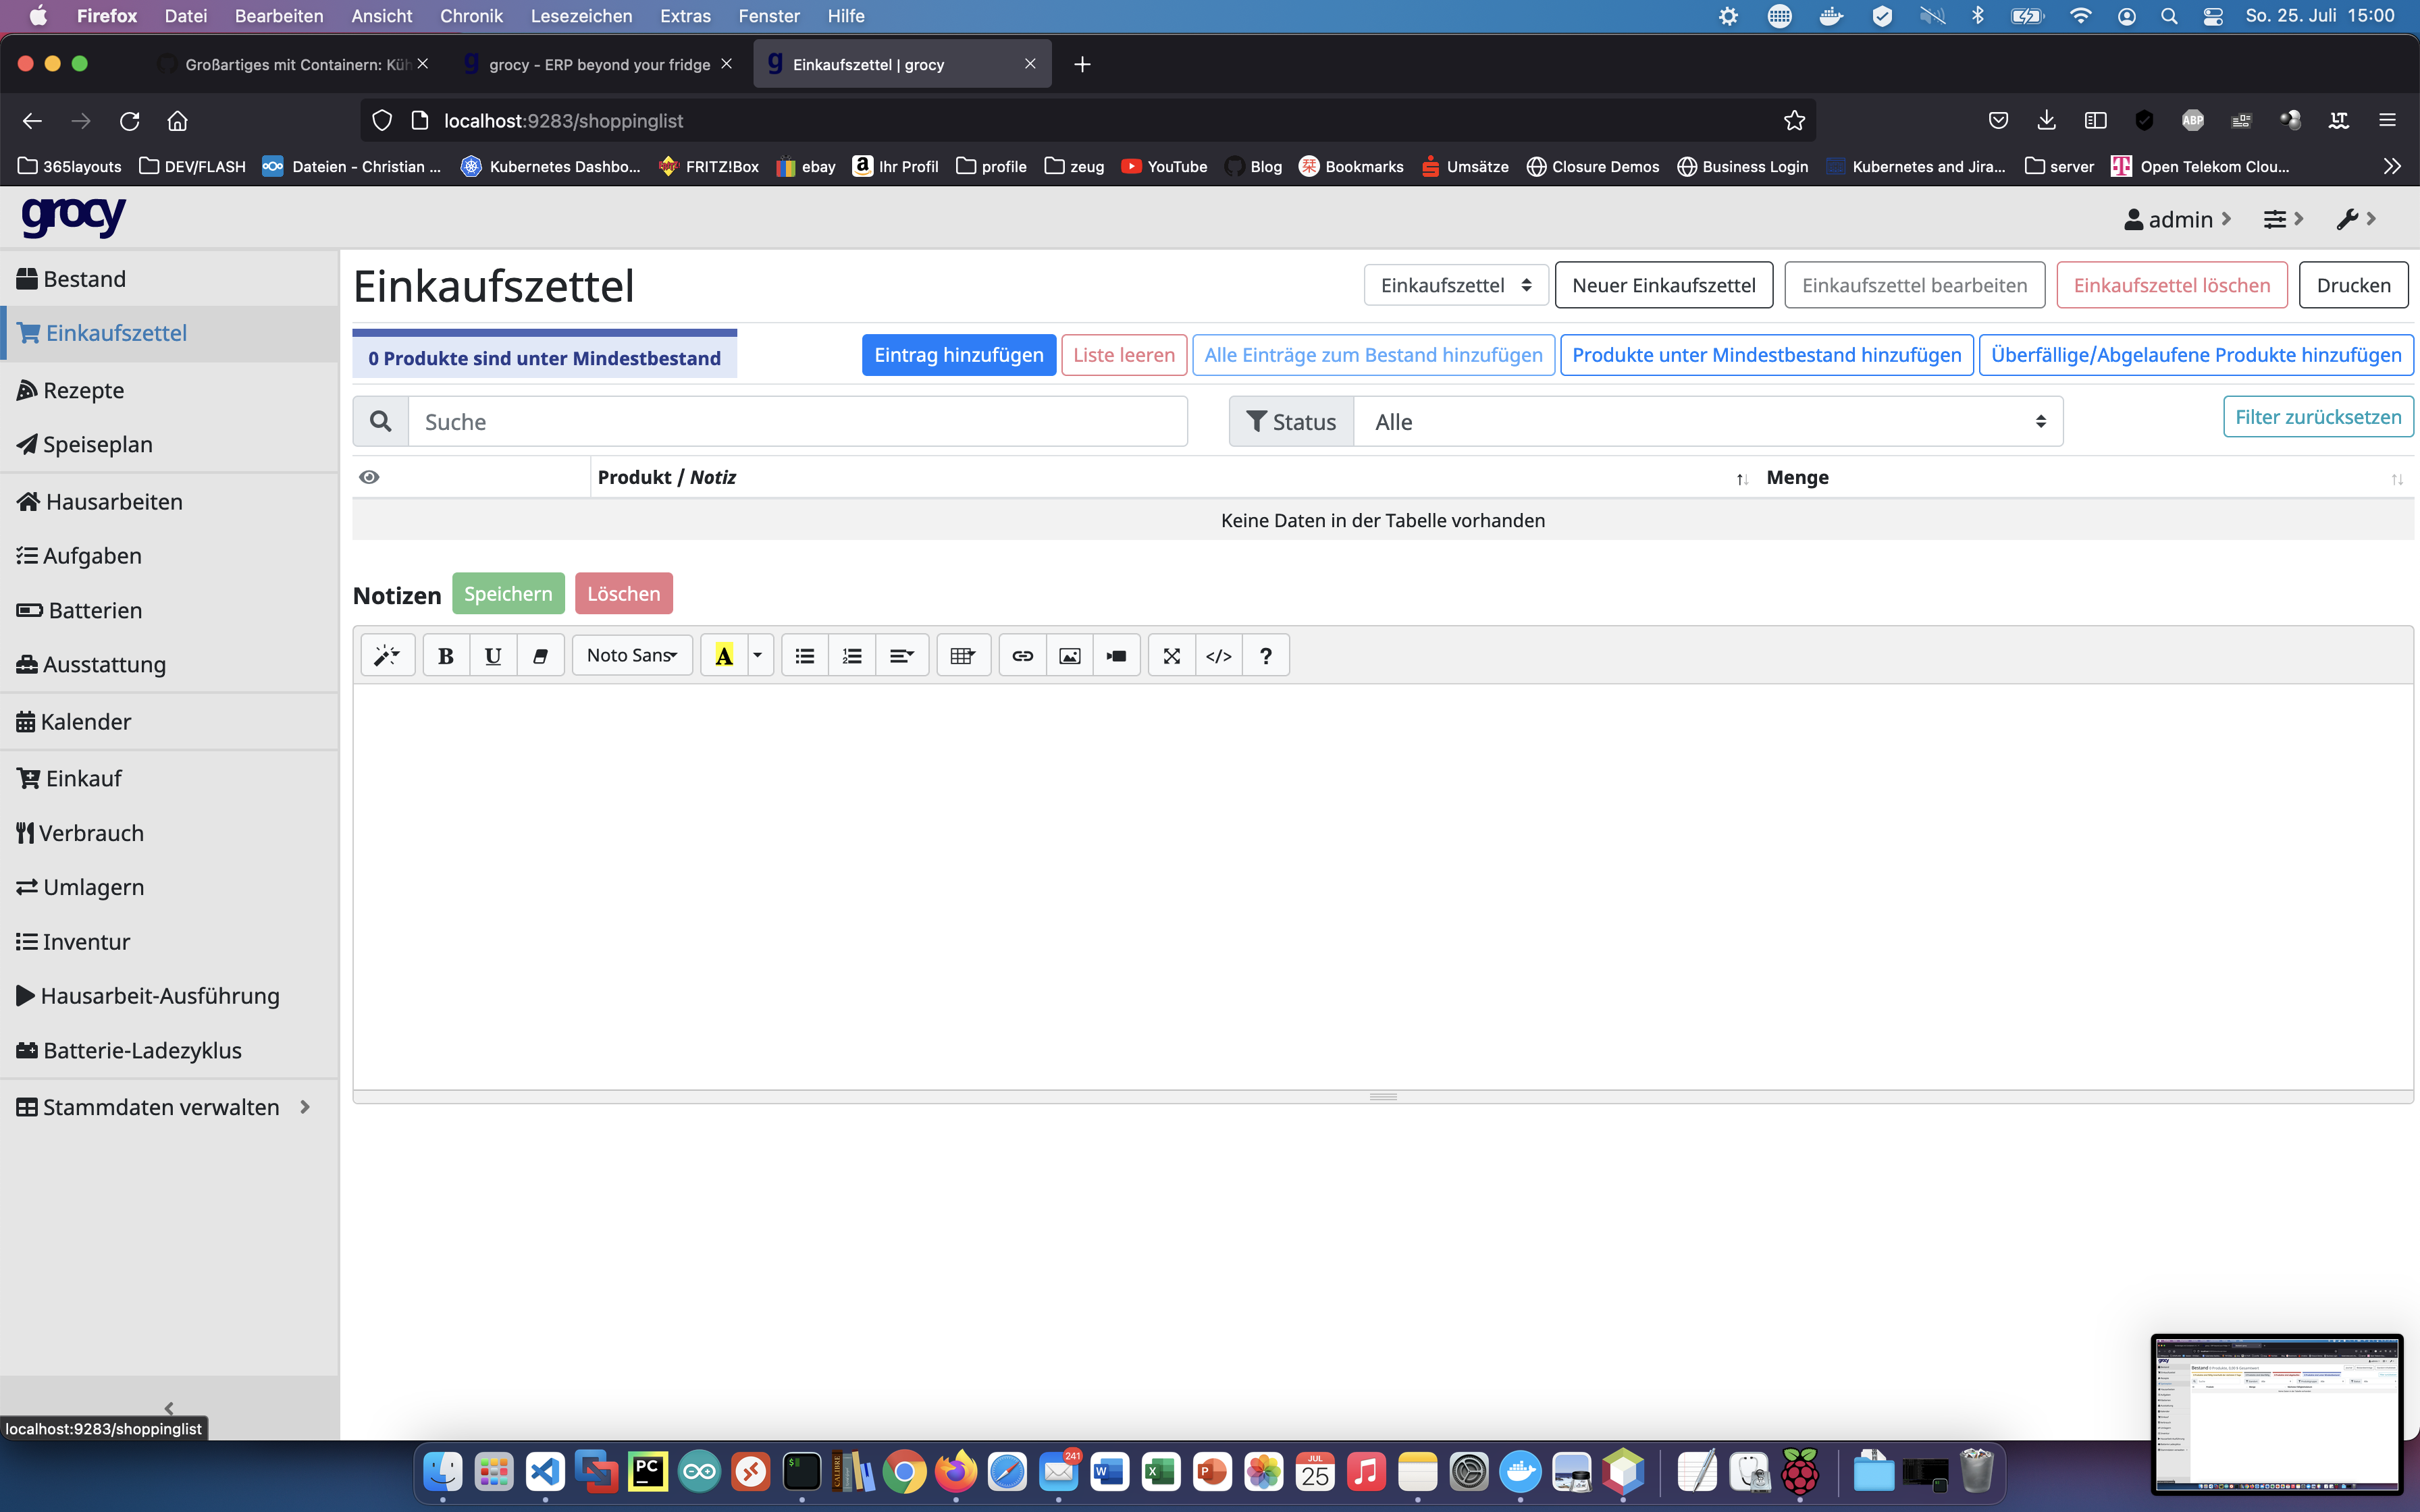 Firefox Datei Bearbeiten Ansicht Chronik Lesezeichen Extras Fenster Hilfe So. 25. Juli 15:00
Großartiges mit Containern: Küh grocy - ERP beyond your fridge Einkaufszettel | grocy
localhost:9283/shoppinglist ABP
365layouts DEV/FLASH Dateien - Christian ... Kubernetes Dashbo... FRITZ!Box ebay Ihr Profil profile zeug YouTube Blog Bookmarks Umsätze Closure Demos Business Login Kubernetes and Jira... server Open Telekom Clou...
grocy admin
Bestand
Einkaufszettel
Rezepte
Speiseplan
Hausarbeiten
Aufgaben
Batterien
Ausstattung
Kalender
Einkauf
Verbrauch
Umlagern
Inventur
Hausarbeit-Ausführung
Batterie-Ladezyklus
Stammdaten verwalten
Einkaufszettel Einkaufszettel Neuer Einkaufszettel Einkaufszettel bearbeiten Einkaufszettel löschen Drucken
0 Produkte sind unter Mindestbestand Eintrag hinzufügen Liste leeren Alle Einträge zum Bestand hinzufügen Produkte unter Mindestbestand hinzufügen Überfällige/Abgelaufene Produkte hinzufügen
Suche Status Alle Filter zurücksetzen
Produkt / Notiz Menge
Keine Daten in der Tabelle vorhanden
Notizen Speichern Löschen
B U Noto Sans A </> ?
localhost:9283/shoppinglist
PC CALIBRE 241 W X P JUL 25